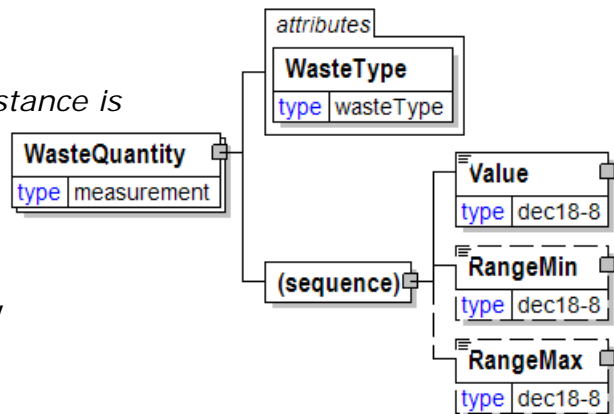 attributes
WasteType
type wasteType
stance is
WasteQuantity
type measurement
Value
type dec18-8
(sequence)
RangeMin
type dec18-8
RangeMax
type dec18-8